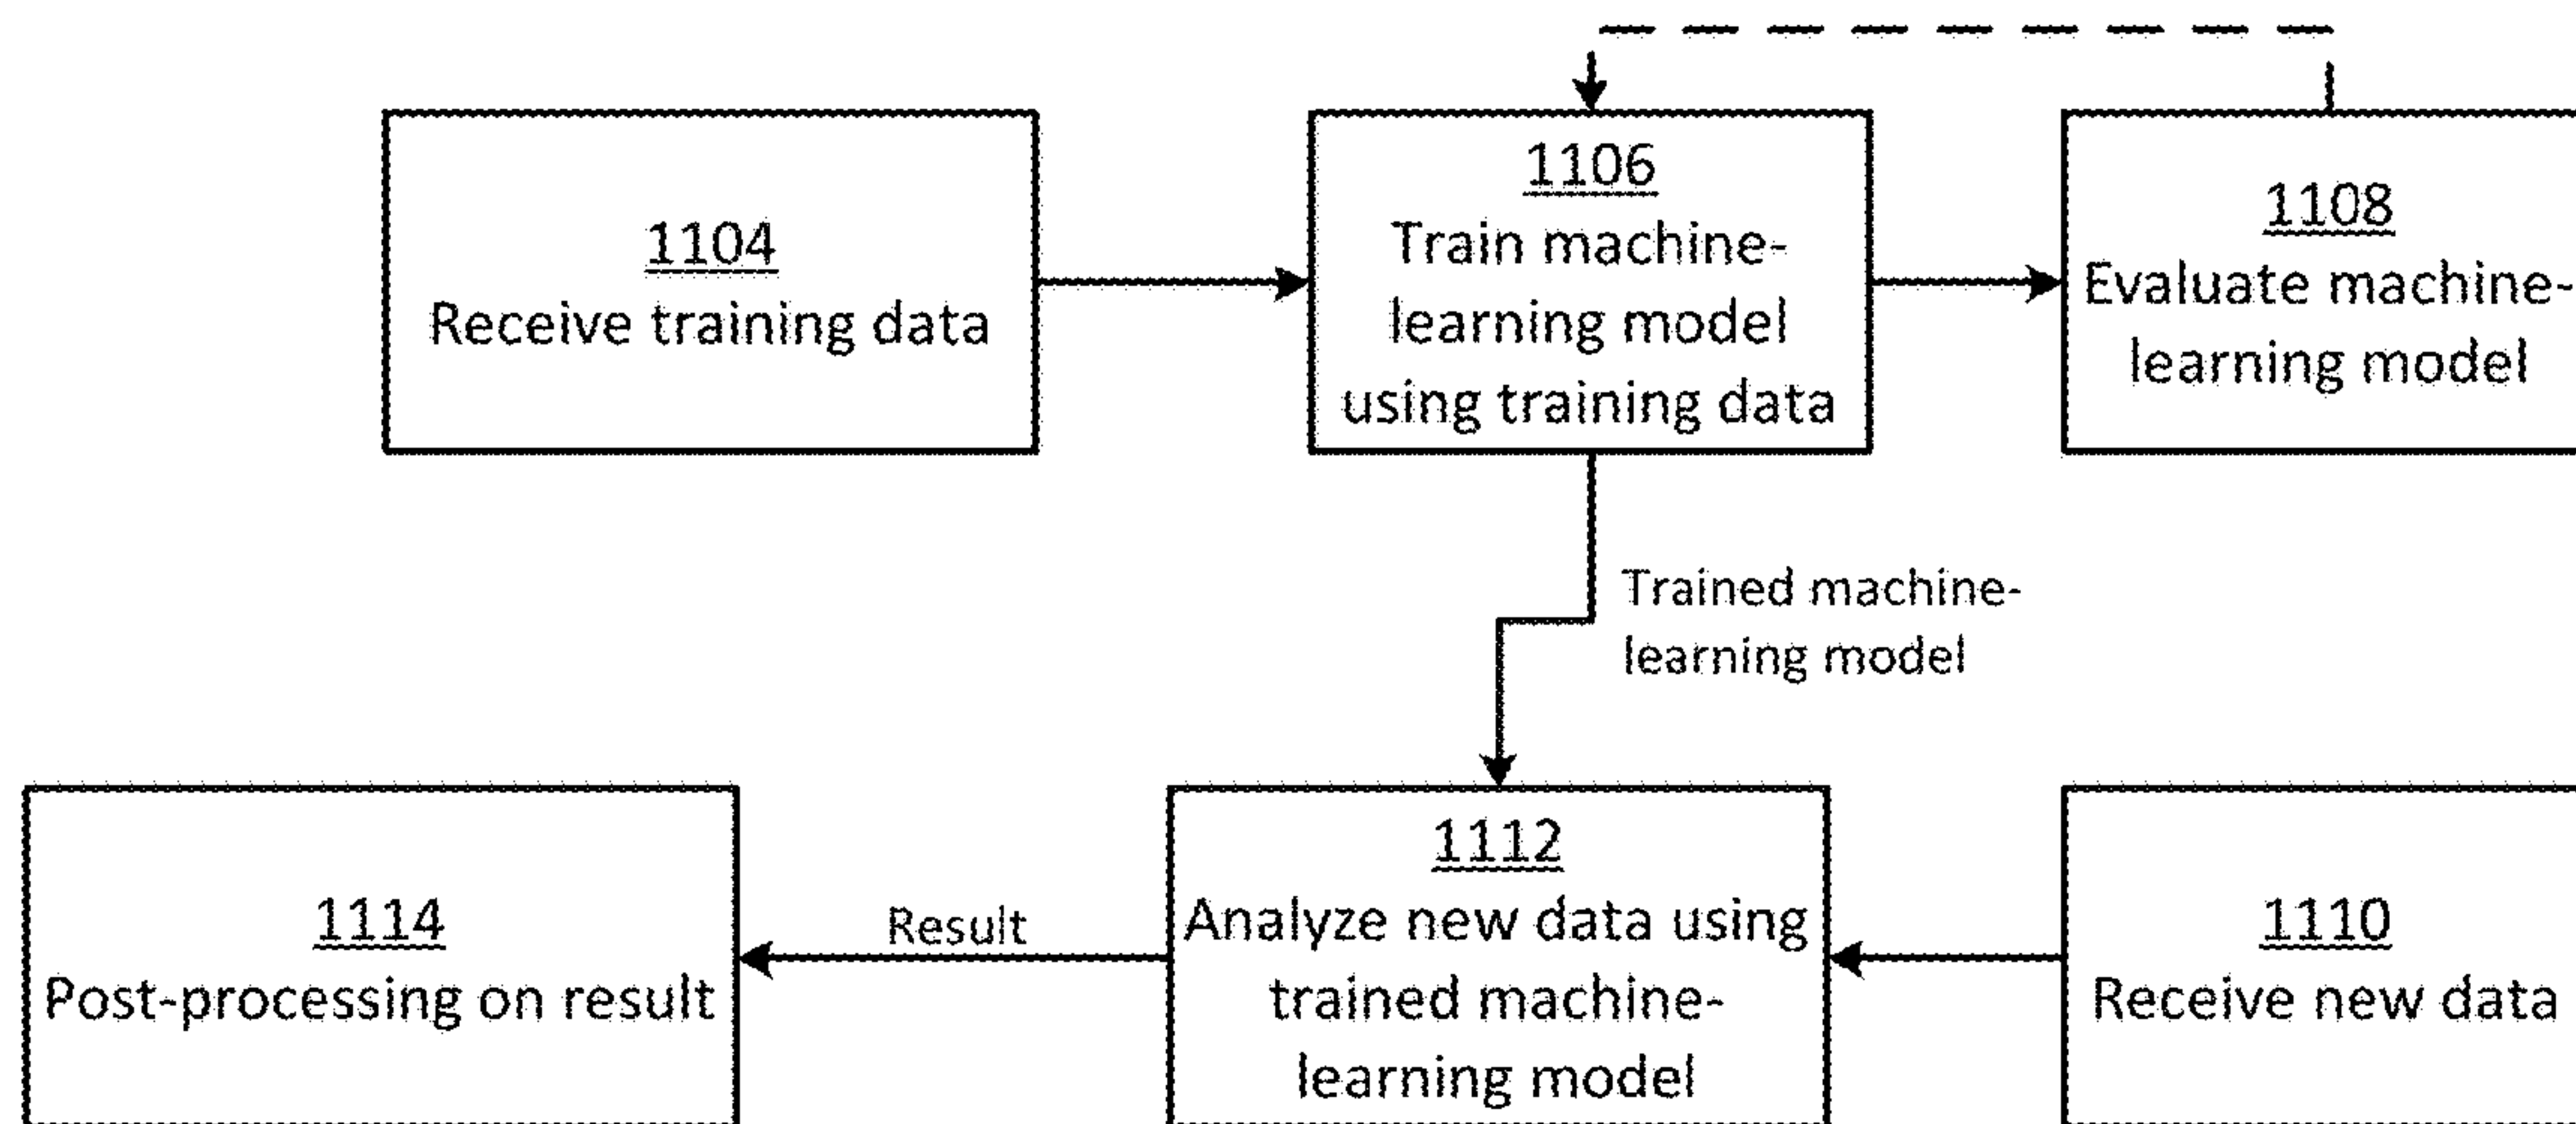 1104
Receive training data
1106
Train machine-
learning model
using training data
1108
Evaluate machine-
learning model
Trained machine-
learning model
1114
Post-processing on result
Result
1112
Analyze new data using
trained machine-
learning model
1110
Receive new data